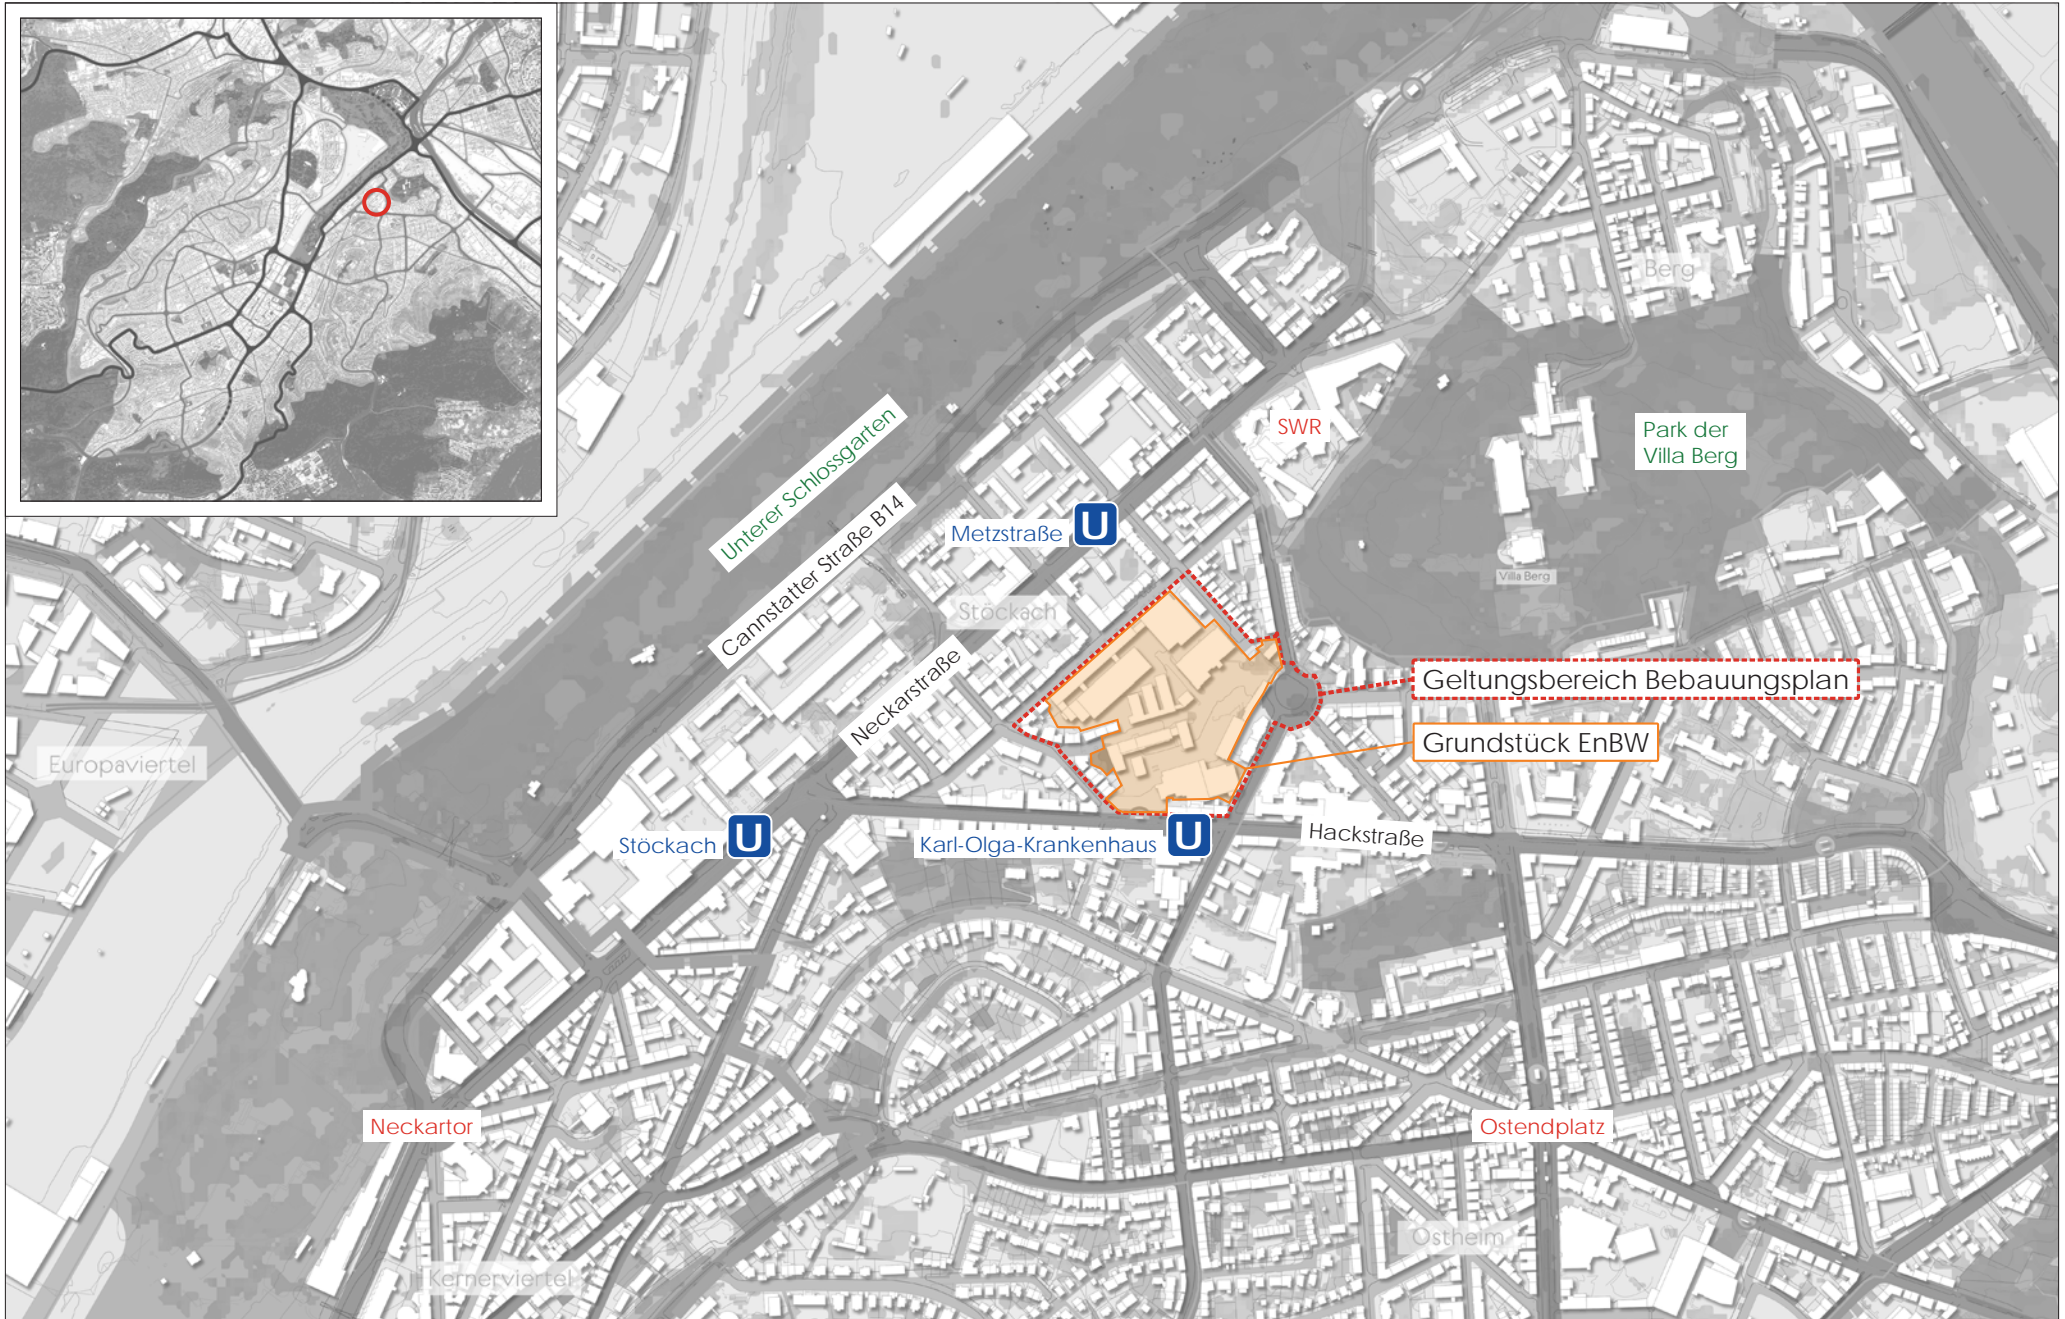 Berg
SWR
Park der
Villa Berg
Unterer Schlossgarten
Cannstatter Straße B14
Metzstraße
U
Villa Berg
Stöckach
Neckarstraße
Geltungsbereich Bebauungsplan
Grundstück EnBW
Europaviertel
Stöckach
U
Karl-Olga-Krankenhaus
U
Hackstraße
Neckartor
Ostendplatz
Ostheim
Kernerviertel